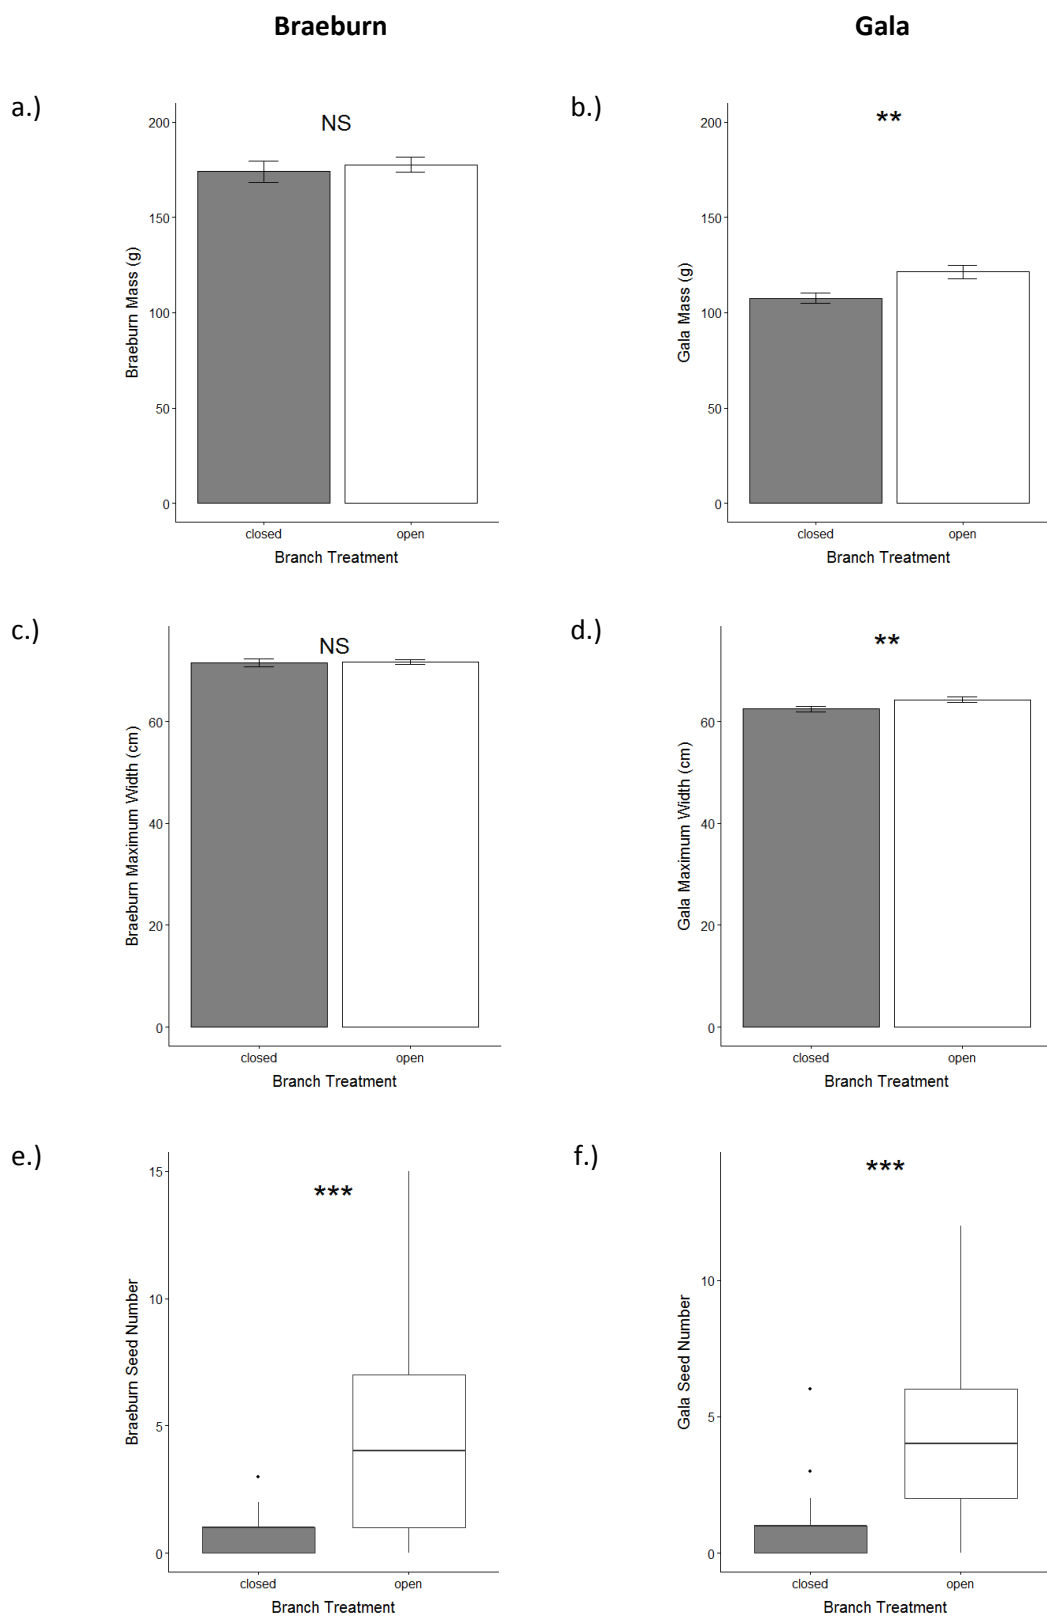 Braeburn
Gala
a.)
NS
200
150
100
50
0
Braeburn Mass (g)
closed
open
Branch Treatment
b.)
**
200
150
100
50
0
Gala Mass (g)
closed
open
Branch Treatment
c.)
NS
60
40
20
0
Braeburn Maximum Width (cm)
closed
open
Branch Treatment
d.)
**
60
40
20
0
Gala Maximum Width (cm)
closed
open
Branch Treatment
e.)
***
15
10
5
0
Braeburn Seed Number
closed
open
Branch Treatment
f.)
***
10
5
0
Gala Seed Number
closed
open
Branch Treatment